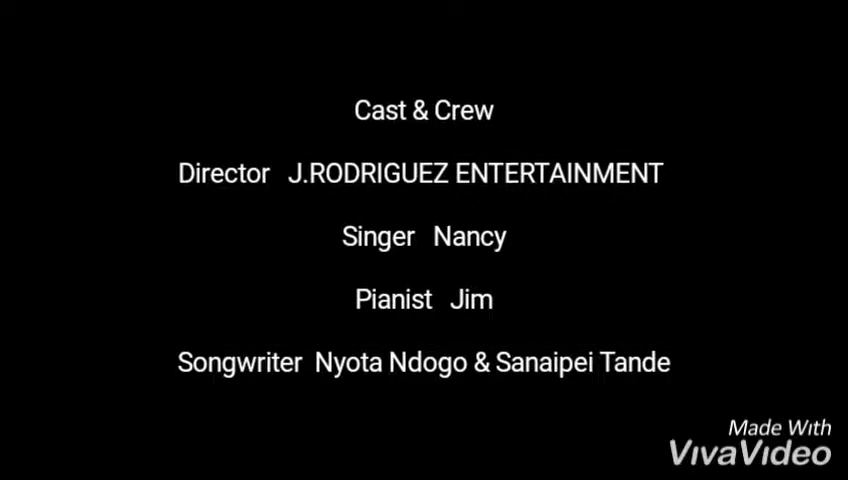 Cast & Crew
Director J.RODRIGUEZ ENTERTAINMENT
Singer Nancy
Pianist Jim
Songwriter Nyota Ndogo & Sanaipei Tande
Made With
VivaVideo